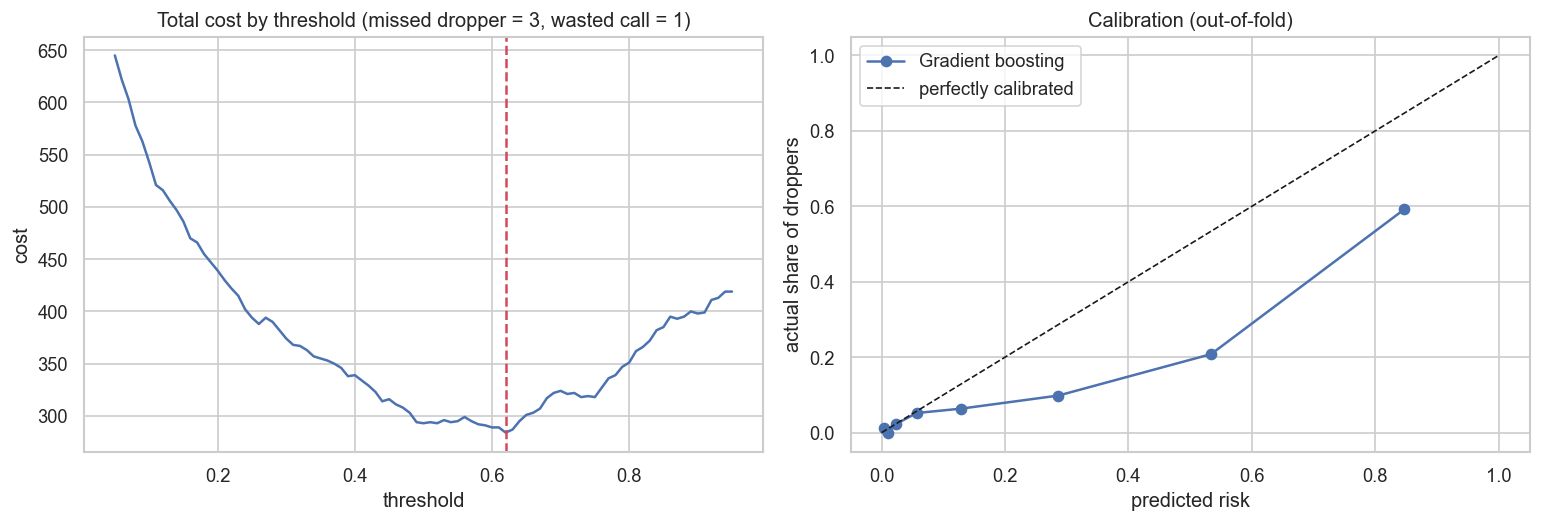 Total cost by threshold (missed dropper = 3, wasted call = 1)
650
600
550
500
450
400
350
300
cost
0.2 0.4 0.6 0.8
threshold
Calibration (out-of-fold)
Gradient boosting
perfectly calibrated
1.0
0.8
0.6
0.4
0.2
0.0
actual share of droppers
0.0 0.2 0.4 0.6 0.8 1.0
predicted risk